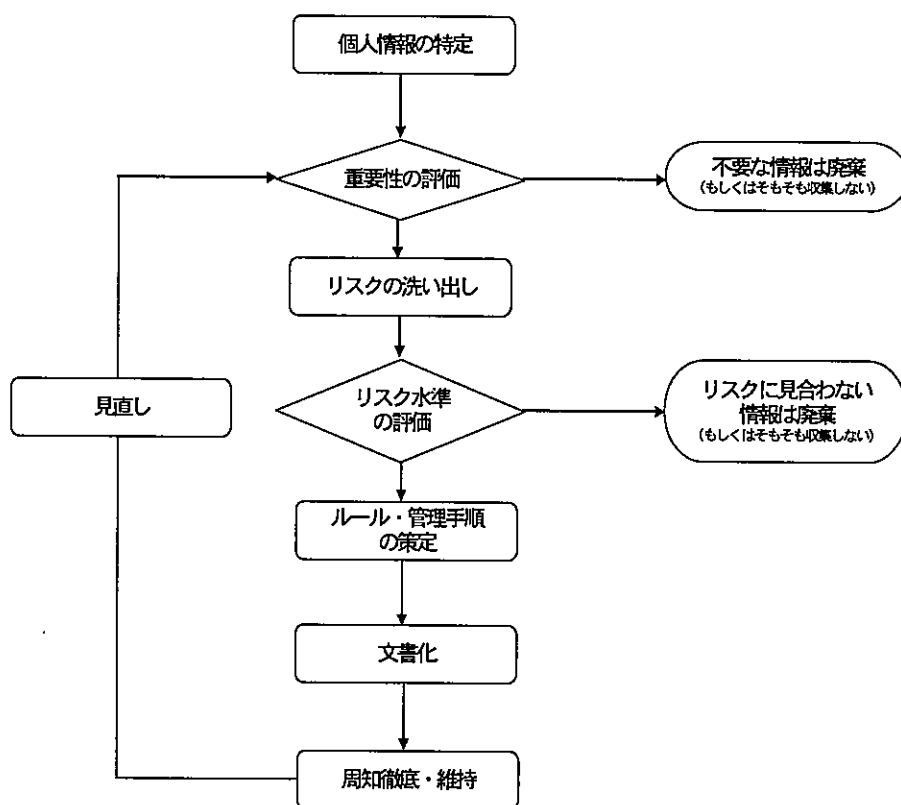 個人情報の特定
重要性の評価
不要な情報は廃棄
(もしくはそもそも収集しない)
リスクの洗い出し
見直し
リスク水準
の評価
リスクに見合わない
情報は廃棄
(もしくはそもそも収集しない)
ルール・管理手順
の策定
文書化
周知徹底・維持